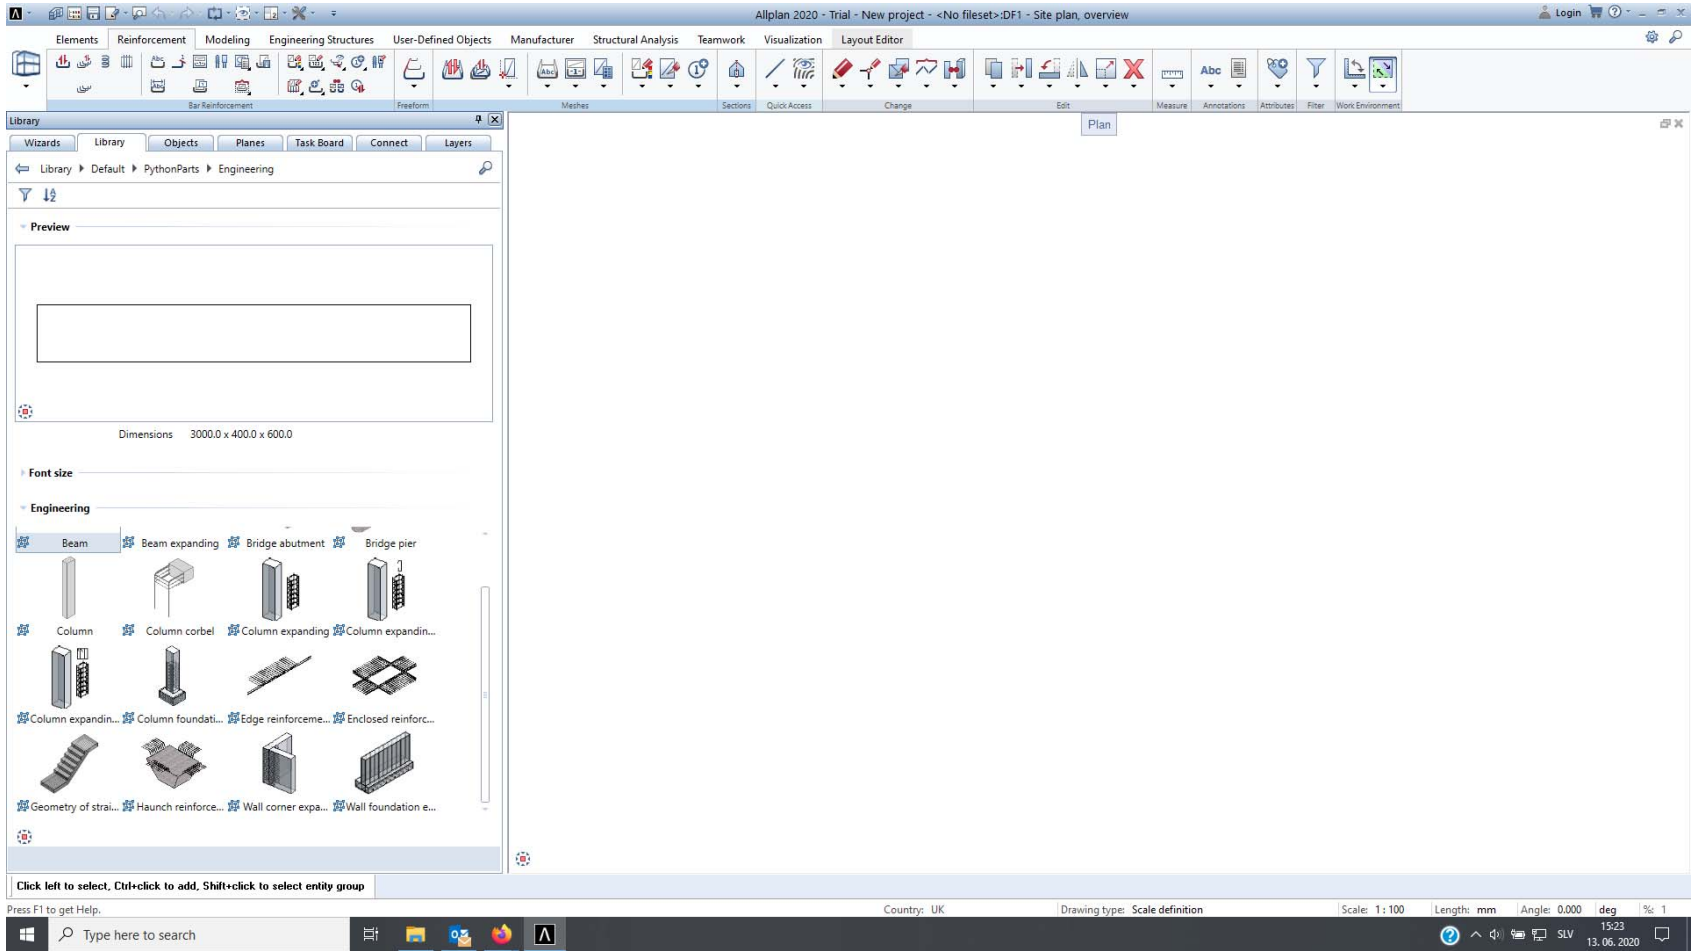 Allplan 2020 - Trial - New project - <No fileset>:DF1 - Site plan, overview
Login
Elements Reinforcement Modeling Engineering Structures User-Defined Objects Manufacturer Structural Analysis Teamwork Visualization Layout Editor
Abc
Bar Reinforcement Freeform Meshes Sections Quick Access Change Edit Measure Annotations Attributes Filter Work Environment
Library
Plan
Wizards Library Objects Planes Task Board Connect Layers
Library Default PythonParts Engineering
Preview
Dimensions 3000.0 x 400.0 x 600.0
Font size
Engineering
Beam Beam expanding Bridge abutment Bridge pier
Column Column corbel Column expanding Column expandin...
Column expandin... Column foundati... Edge reinforceme... Enclosed reinforc...
Geometry of strai... Haunch reinforce... Wall corner expa... Wall foundation e...
Click left to select, Ctrl+click to add, Shift+click to select entity group
Press F1 to get Help. Country: UK Drawing type: Scale definition Scale: 1 : 100 Length: mm Angle: 0.000 deg %: 1
Type here to search
SLV
15:23
13. 06. 2020